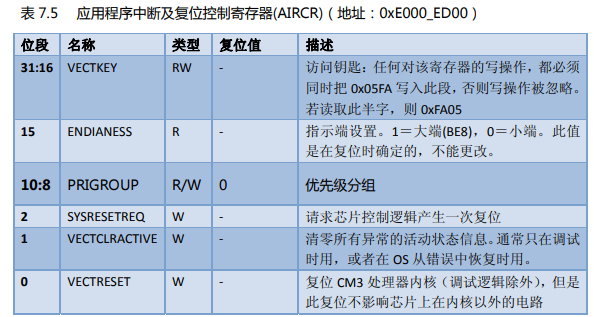 表 7.5 应用程序中断及复位控制寄存器(AIRCR)(地址：0xE000_ED00)
位段 名称 类型 复位值 描述
31:16 VECTKEY RW - 访问钥匙：任何对该寄存器的写操作，都必须
同时把 0x05FA 写入此段，否则写操作被忽略。
若读取此半字，则 0xFA05
15 ENDIANESS R - 指示端设置。1＝大端(BE8)，0＝小端。此值
是在复位时确定的，不能更改。
10:8 PRIGROUP R/W 0 优先级分组
2 SYSRESETREQ W - 请求芯片控制逻辑产生一次复位
1 VECTCLRACTIVE W - 清零所有异常的活动状态信息。通常只在调试
时用，或者在 OS 从错误中恢复时用。
0 VECTRESET W - 复位 CM3 处理器内核（调试逻辑除外），但是
此复位不影响芯片上在内核以外的电路